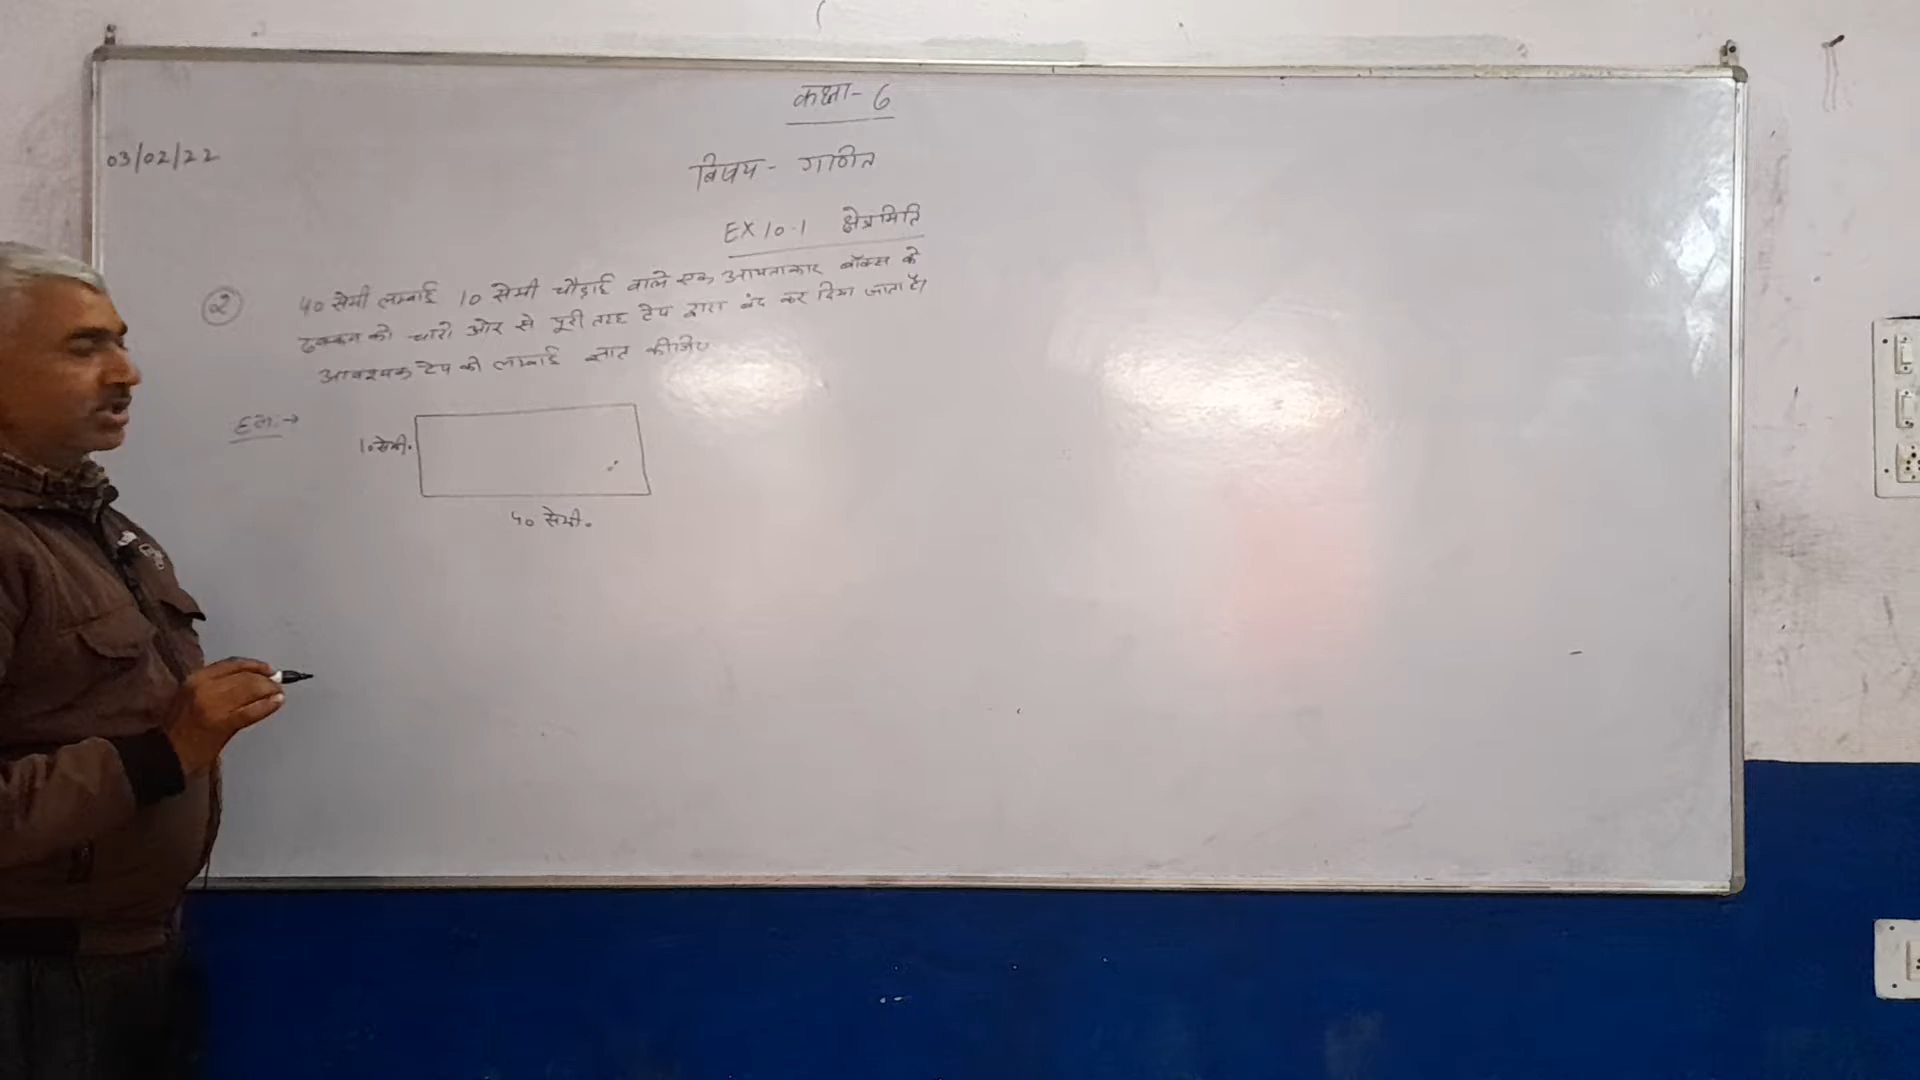 कक्षा- 6
03/02/22
विषय- गणित
EX 10.1 क्षेत्रमिति
② 40 सेमी लम्बाई 10 सेमी चौड़ाई वाले एक आयताकार बॉक्स के
ढक्कन को चारो ओर से पूरी तरह टेप द्वारा बंद कर दिया जाता है।
आवश्यक टेप की लम्बाई ज्ञात कीजिए
हल:→
10 सेमी.
40 सेमी.